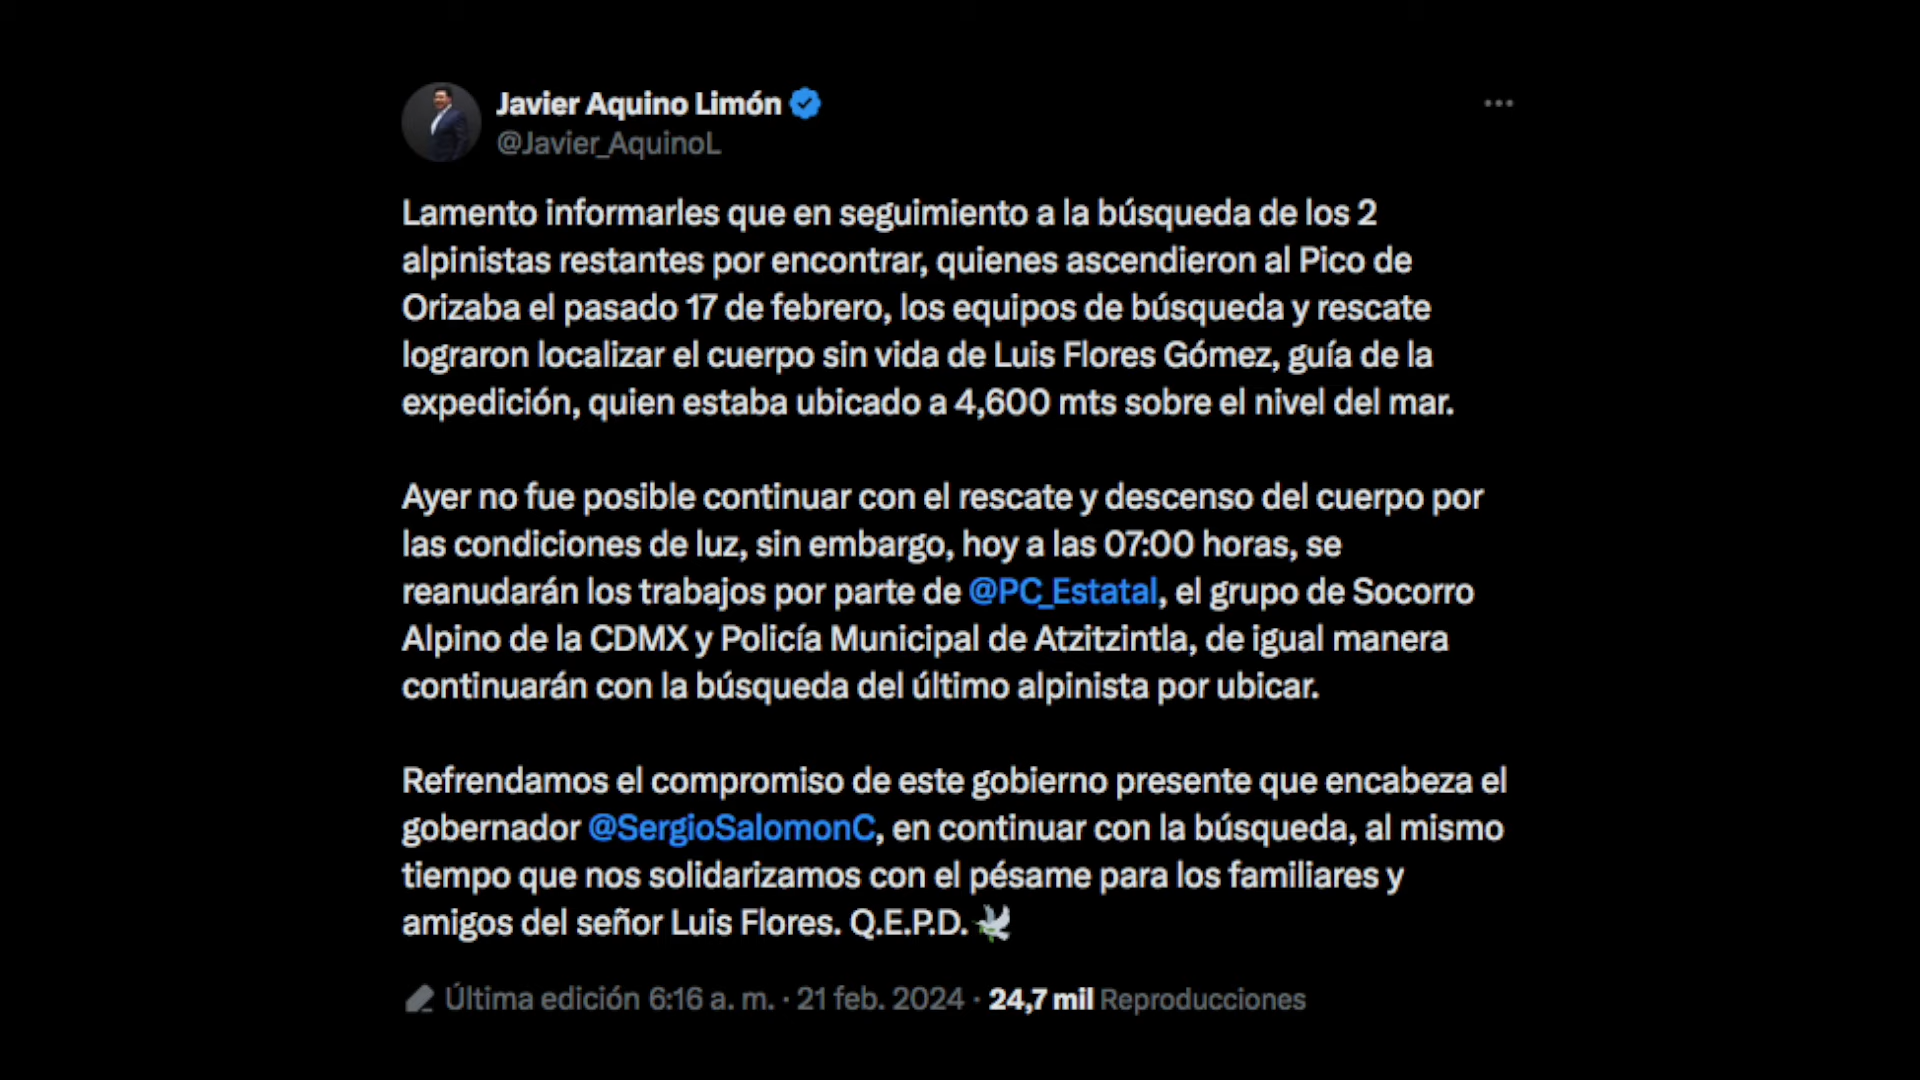 Javier Aquino Limón
@Javier_AquinoL
Lamento informarles que en seguimiento a la búsqueda de los 2
alpinistas restantes por encontrar, quienes ascendieron al Pico de
Orizaba el pasado 17 de febrero, los equipos de búsqueda y rescate
lograron localizar el cuerpo sin vida de Luis Flores Gómez, guía de la
expedición, quien estaba ubicado a 4,600 mts sobre el nivel del mar.
Ayer no fue posible continuar con el rescate y descenso del cuerpo por
las condiciones de luz, sin embargo, hoy a las 07:00 horas, se
reanudarán los trabajos por parte de @PC_Estatal, el grupo de Socorro
Alpino de la CDMX y Policía Municipal de Atzitzintla, de igual manera
continuarán con la búsqueda del último alpinista por ubicar.
Refrendamos el compromiso de este gobierno presente que encabeza el
gobernador @SergioSalomonC, en continuar con la búsqueda, al mismo
tiempo que nos solidarizamos con el pésame para los familiares y
amigos del señor Luis Flores. Q.E.P.D. 🕊️
Última edición 6:16 a. m. · 21 feb. 2024 · 24,7 mil Reproducciones